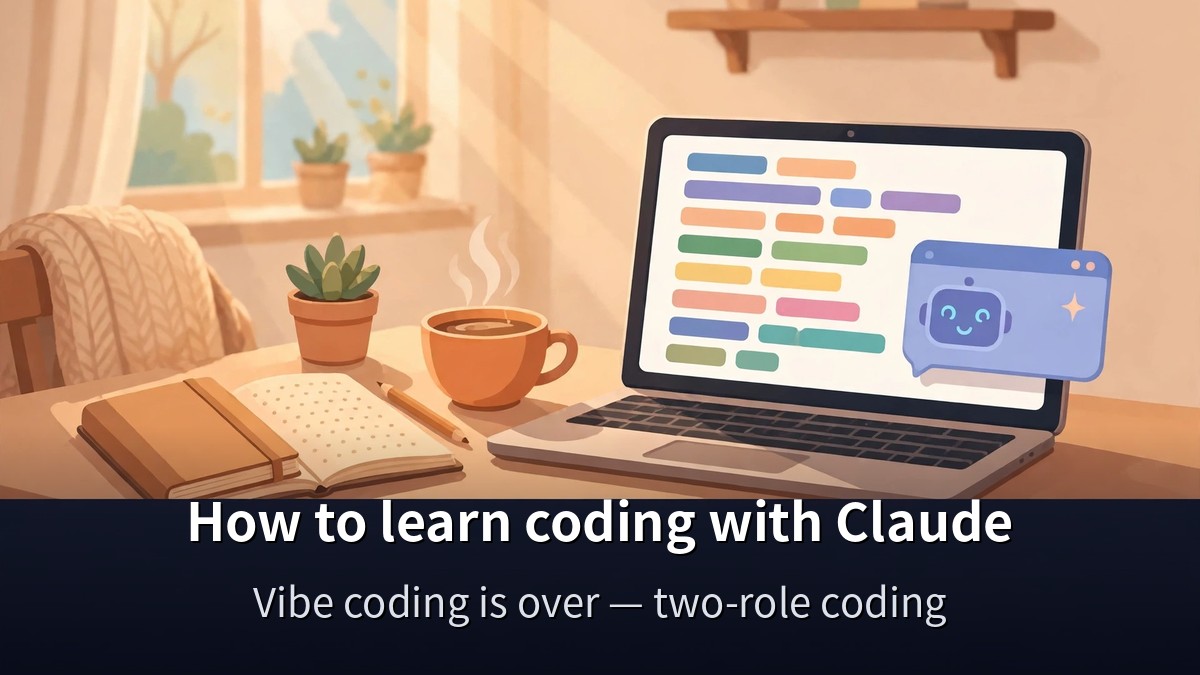 How to learn coding with Claude
Vibe coding is over — two-role coding